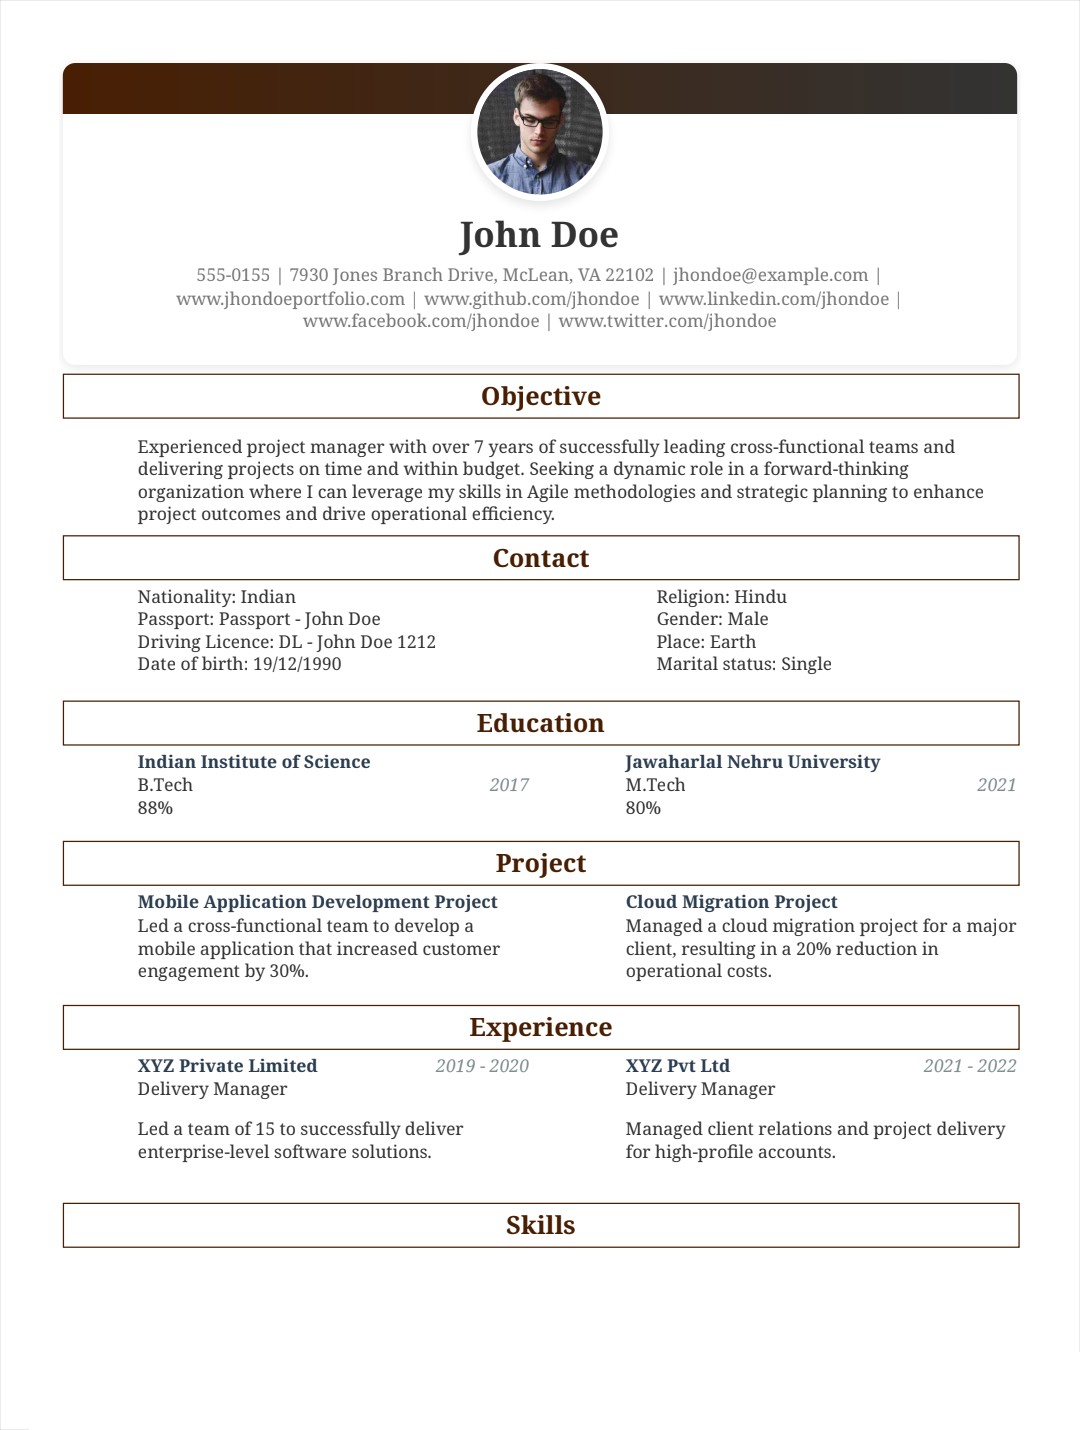 John Doe
555-0155 | 7930 Jones Branch Drive, McLean, VA 22102 | jhondoe@example.com |
www.jhondoeportfolio.com | www.github.com/jhondoe | www.linkedin.com/jhondoe |
www.facebook.com/jhondoe | www.twitter.com/jhondoe
Objective
Experienced project manager with over 7 years of successfully leading cross-functional teams and
delivering projects on time and within budget. Seeking a dynamic role in a forward-thinking
organization where I can leverage my skills in Agile methodologies and strategic planning to enhance
project outcomes and drive operational efficiency.
Contact
Nationality: Indian
Passport: Passport - John Doe
Driving Licence: DL - John Doe 1212
Date of birth: 19/12/1990
Religion: Hindu
Gender: Male
Place: Earth
Marital status: Single
Education
Indian Institute of Science
B.Tech 2017
88%
Jawaharlal Nehru University
M.Tech 2021
80%
Project
Mobile Application Development Project
Led a cross-functional team to develop a
mobile application that increased customer
engagement by 30%.
Cloud Migration Project
Managed a cloud migration project for a major
client, resulting in a 20% reduction in
operational costs.
Experience
XYZ Private Limited 2019 - 2020
Delivery Manager
Led a team of 15 to successfully deliver
enterprise-level software solutions.
XYZ Pvt Ltd 2021 - 2022
Delivery Manager
Managed client relations and project delivery
for high-profile accounts.
Skills